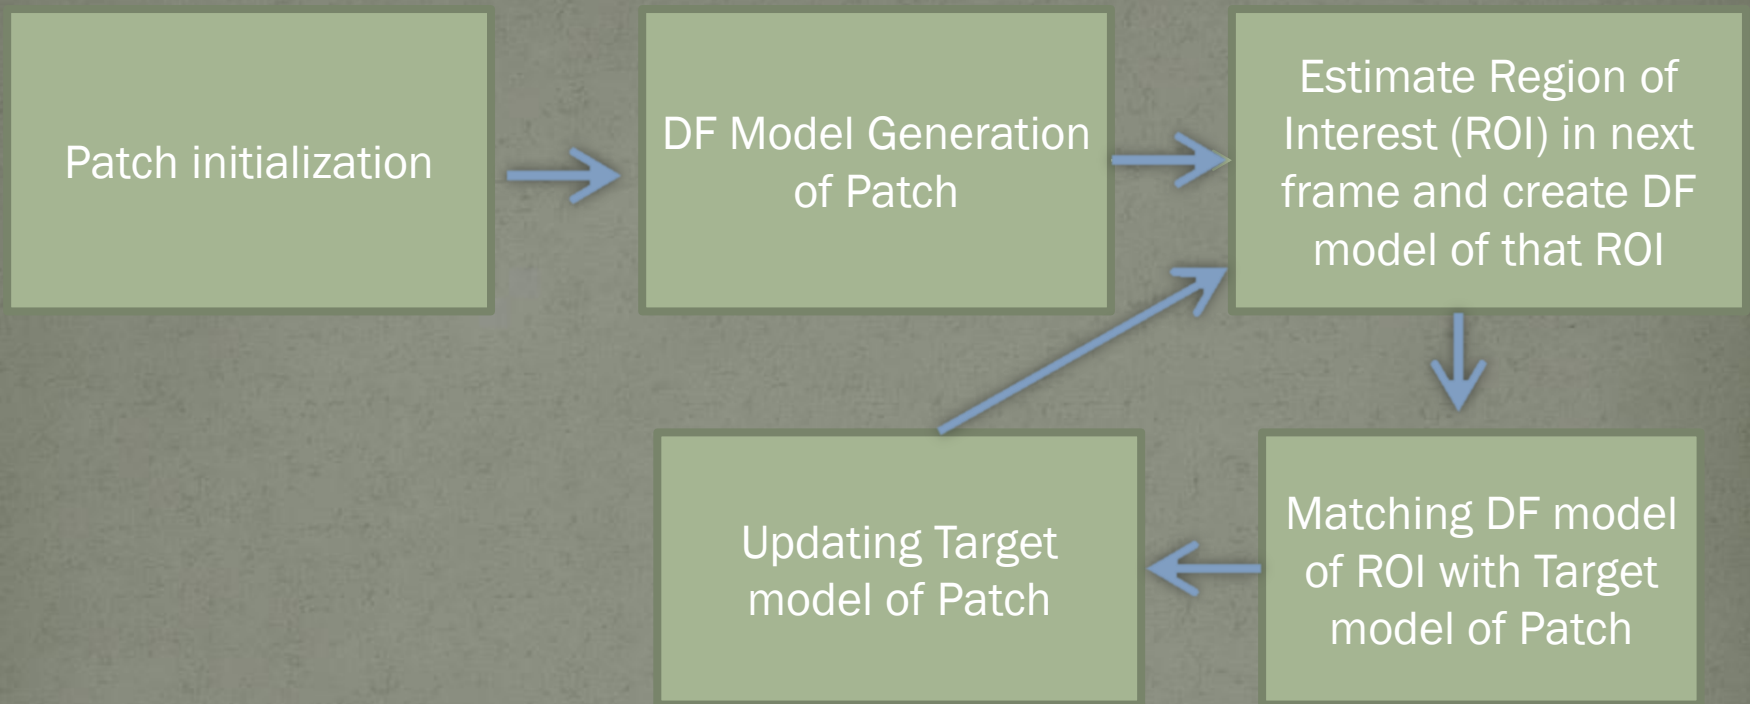 Patch initialization
DF Model Generation
of Patch
Estimate Region of
Interest (ROI) in next
frame and create DF
model of that ROI
Matching DF model
of ROI with Target
model of Patch
Updating Target
model of Patch